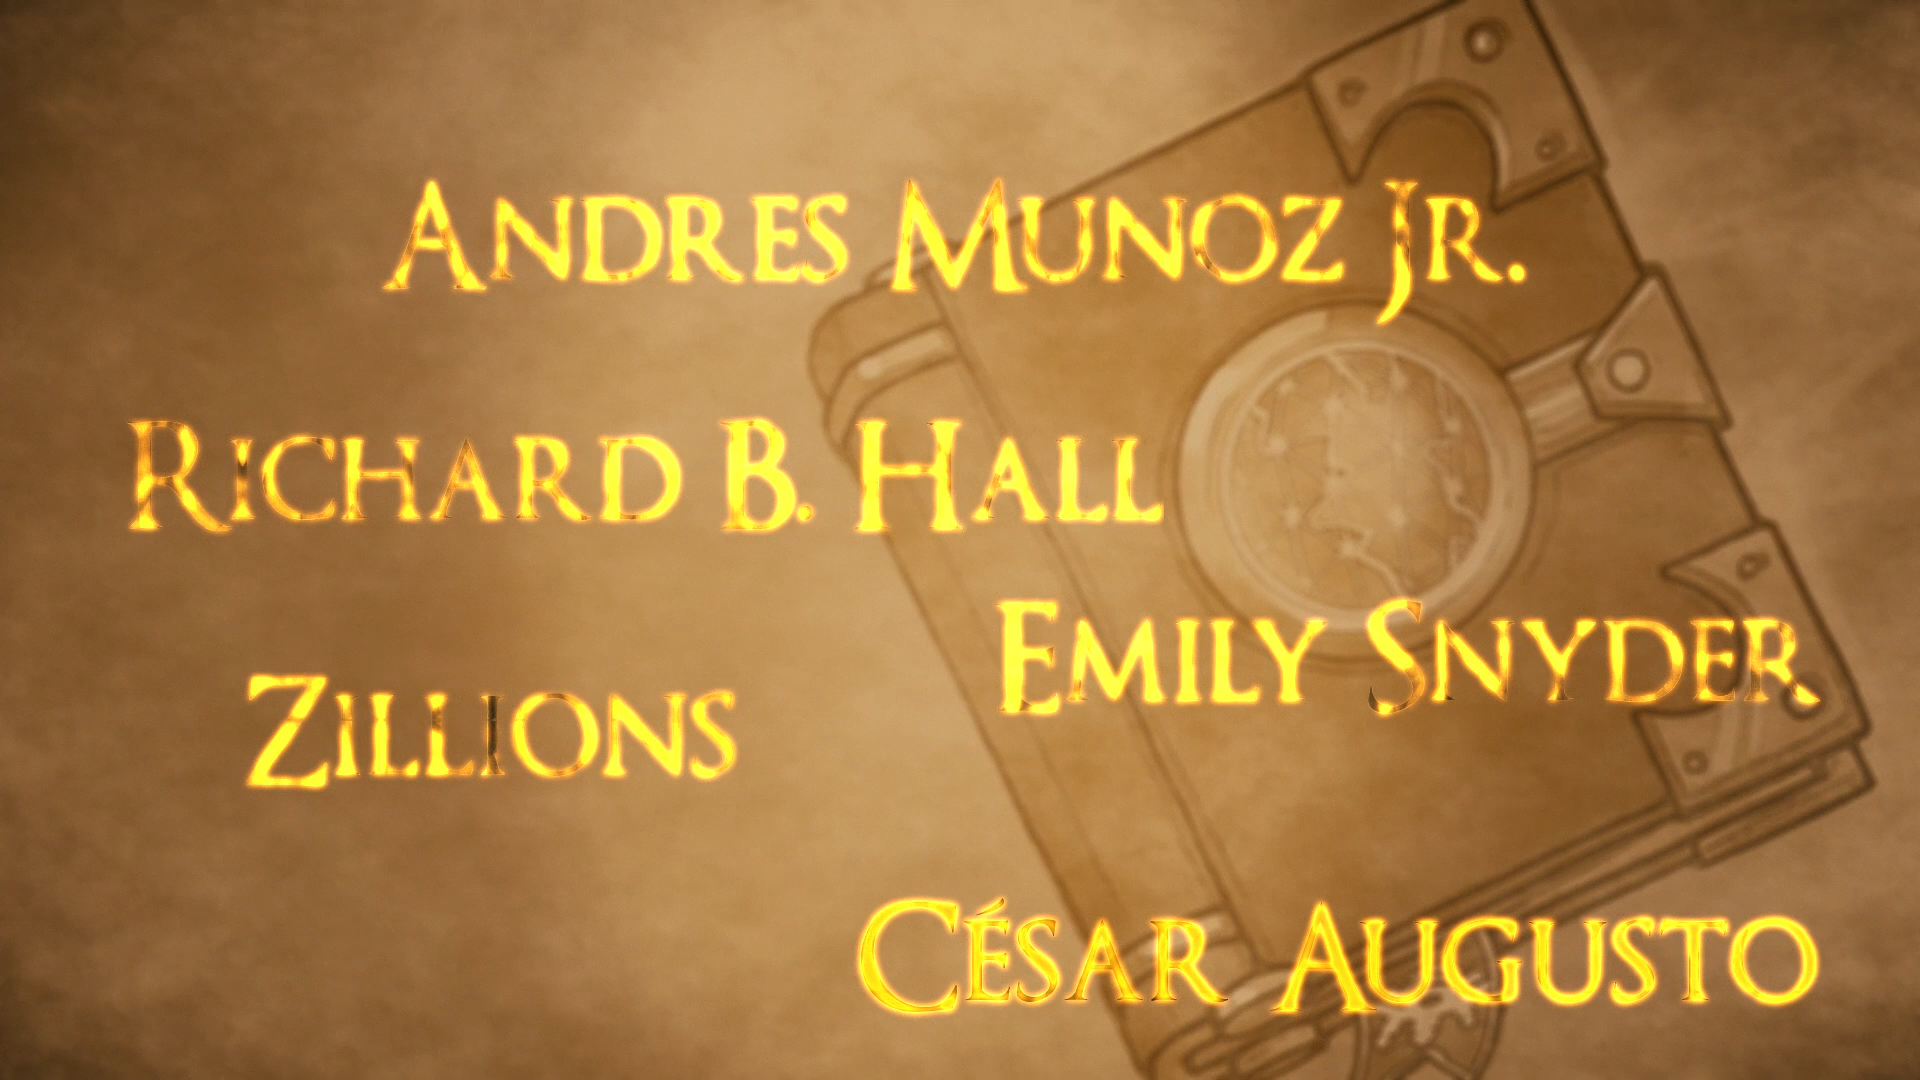 Andres Munoz Jr.
Richard B. Hall
Emily Snyder
Zillions
César Augusto